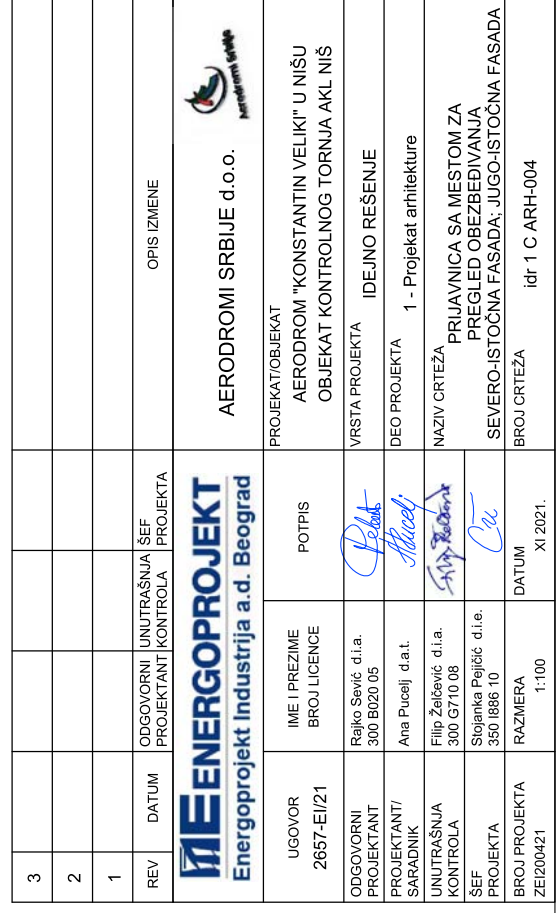 3
2
1
REV
DATUM
ODGOVORNI
PROJEKTANT
UNUTRAŠNJA
KONTROLA
ŠEF
PROJEKTA
OPIS IZMENE
ENERGOPROJEKT
Energoprojekt Industrija a.d. Beograd
AERODROMI SRBIJE d.o.o.
Aerodromi Srbije
UGOVOR
2657-EI/21
IME I PREZIME
BROJ LICENCE
POTPIS
PROJEKAT/OBJEKAT
AERODROM "KONSTANTIN VELIKI" U NIŠU
OBJEKAT KONTROLNOG TORNJA AKL NIŠ
ODGOVORNI
PROJEKTANT
Rajko Sević d.i.a.
300 B020 05
VRSTA PROJEKTA
IDEJNO REŠENJE
PROJEKTANT/
SARADNIK
Ana Pucelj d.a.t.
DEO PROJEKTA
1 - Projekat arhitekture
UNUTRAŠNJA
KONTROLA
Filip Želčević d.i.a.
300 G710 08
NAZIV CRTEŽA
PRIJAVNICA SA MESTOM ZA
PREGLED OBEZBEĐIVANJA
SEVERO-ISTOČNA FASADA; JUGO-ISTOČNA FASADA
ŠEF
PROJEKTA
Stojanka Pejičić d.i.e.
350 I886 10
BROJ PROJEKTA
ZEI200421
RAZMERA
1:100
DATUM
XI 2021.
BROJ CRTEŽA
idr 1 C ARH-004